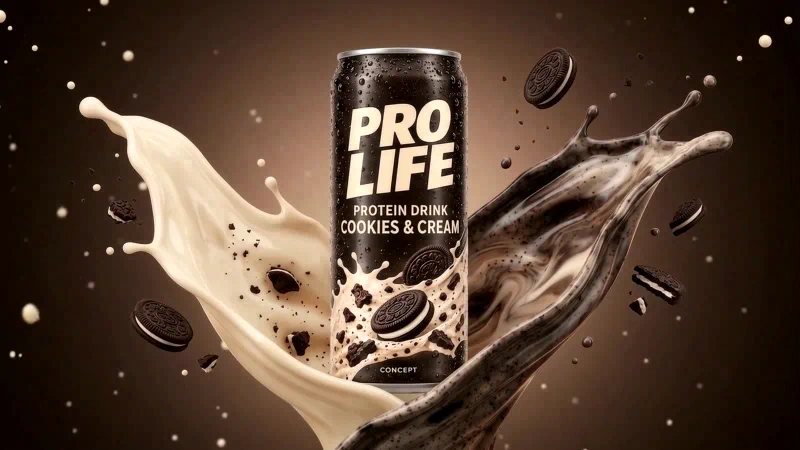 PRO
LIFE
PROTEIN DRINK
COOKIES & CREAM
CONCEPT